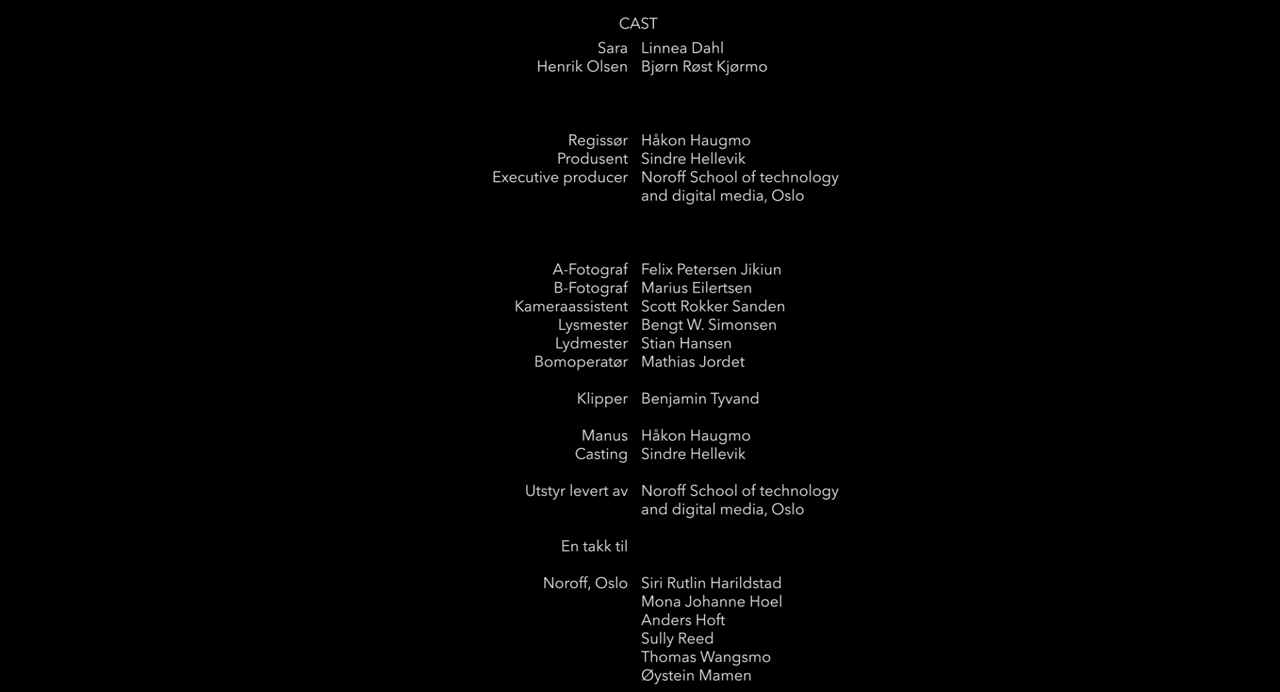 CAST
Sara Linnea Dahl
Henrik Olsen Bjørn Røst Kjørmo
Regissør Håkon Haugmo
Produsent Sindre Hellevik
Executive producer Noroff School of technology
and digital media, Oslo
A-Fotograf Felix Petersen Jikiun
B-Fotograf Marius Eilertsen
Kameraassistent Scott Rokker Sanden
Lysmester Bengt W. Simonsen
Lydmester Stian Hansen
Bomoperatør Mathias Jordet
Klipper Benjamin Tyvand
Manus Håkon Haugmo
Casting Sindre Hellevik
Utstyr levert av Noroff School of technology
and digital media, Oslo
En takk til
Noroff, Oslo Siri Rutlin Harildstad
Mona Johanne Hoel
Anders Hoft
Sully Reed
Thomas Wangsmo
Øystein Mamen